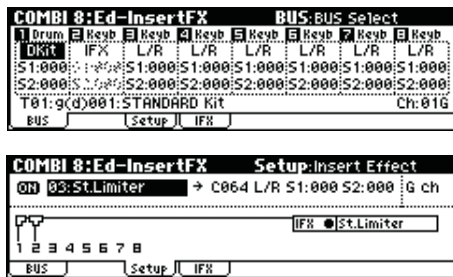 COMBI 8:Ed-InsertFX BUS:BUS Select
1 Drum 2 Keyb 3 Keyb 4 Keyb 5 Keyb 6 Keyb 7 Keyb 8 Keyb
DKit IFX L/R L/R L/R L/R L/R L/R
S1:000 S1:000 S1:000 S1:000 S1:000 S1:000 S1:000
S2:000 S2:000 S2:000 S2:000 S2:000 S2:000 S2:000
T01:g(d)001:STANDARD Kit Ch:01G
BUS Setup IFX
COMBI 8:Ed-InsertFX Setup:Insert Effect
ON 03:St.Limiter → C064 L/R S1:000 S2:000 G ch
IFX ●St.Limiter
1 2 3 4 5 6 7 8
BUS Setup IFX